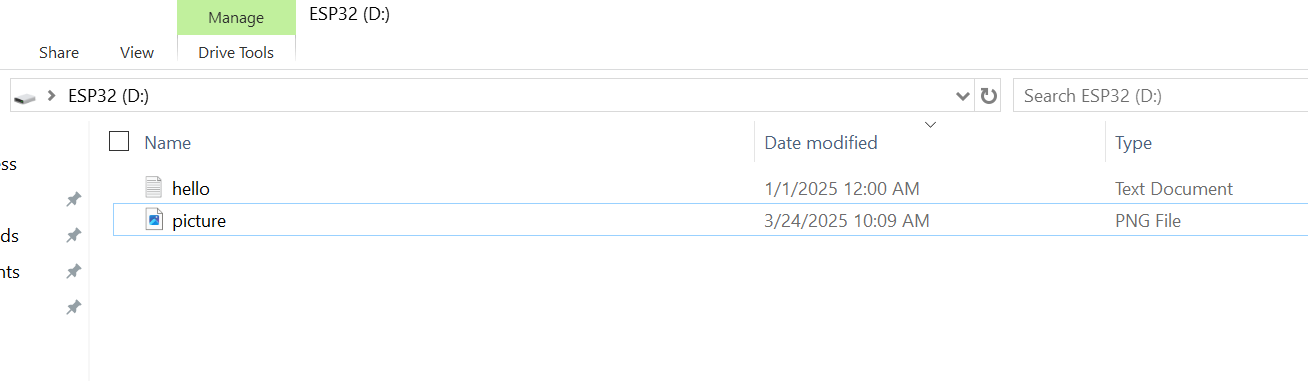 Manage ESP32 (D:)
Share View Drive Tools
ESP32 (D:) Search ESP32 (D:)
Name Date modified Type
ess
hello 1/1/2025 12:00 AM Text Document
picture 3/24/2025 10:09 AM PNG File
ds
nts